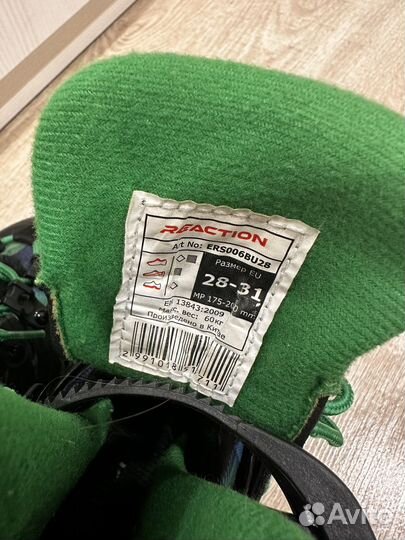 REACTION
Art No: ERS006BU28
Размер EU
28-31
MP 175-200 mm
EN 13843:2009
Макс. вес: 60кг
Произведено в Китае
Avito